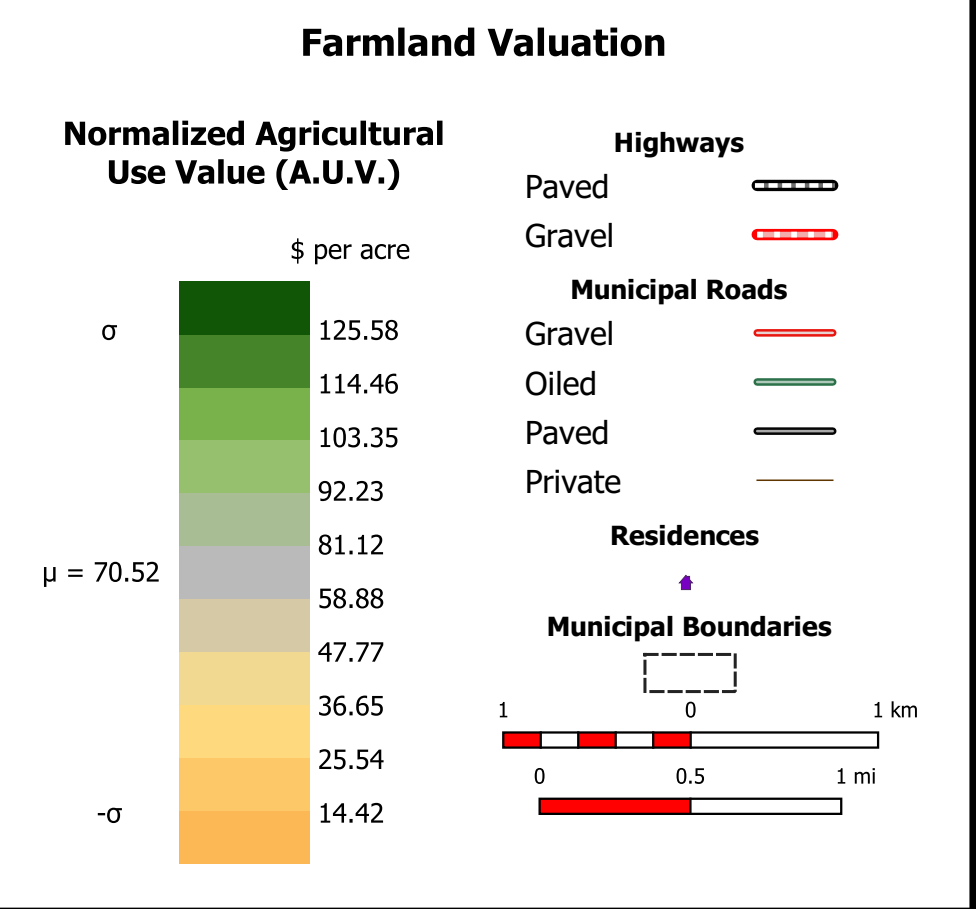 Farmland Valuation
Normalized Agricultural
Use Value (A.U.V.)
$ per acre
σ
125.58
114.46
103.35
92.23
81.12
μ = 70.52
58.88
47.77
36.65
25.54
-σ
14.42
Highways
Paved
Gravel
Municipal Roads
Gravel
Oiled
Paved
Private
Residences
Municipal Boundaries
1 0 1 km
0 0.5 1 mi